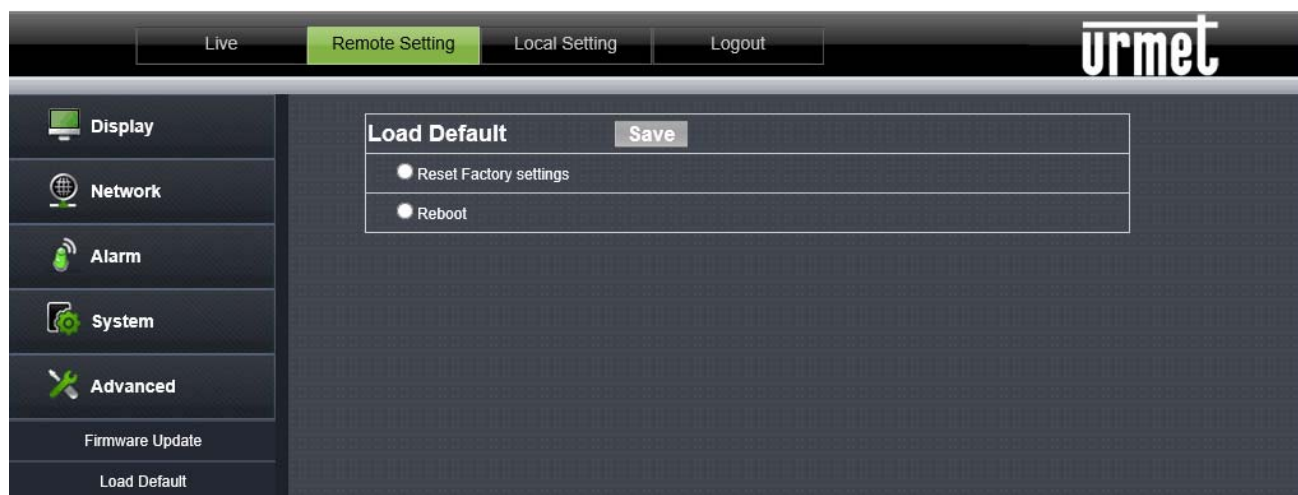 Live Remote Setting Local Setting Logout
urmet
Display
Network
Alarm
System
Advanced
Firmware Update
Load Default
Load Default Save
Reset Factory settings
Reboot